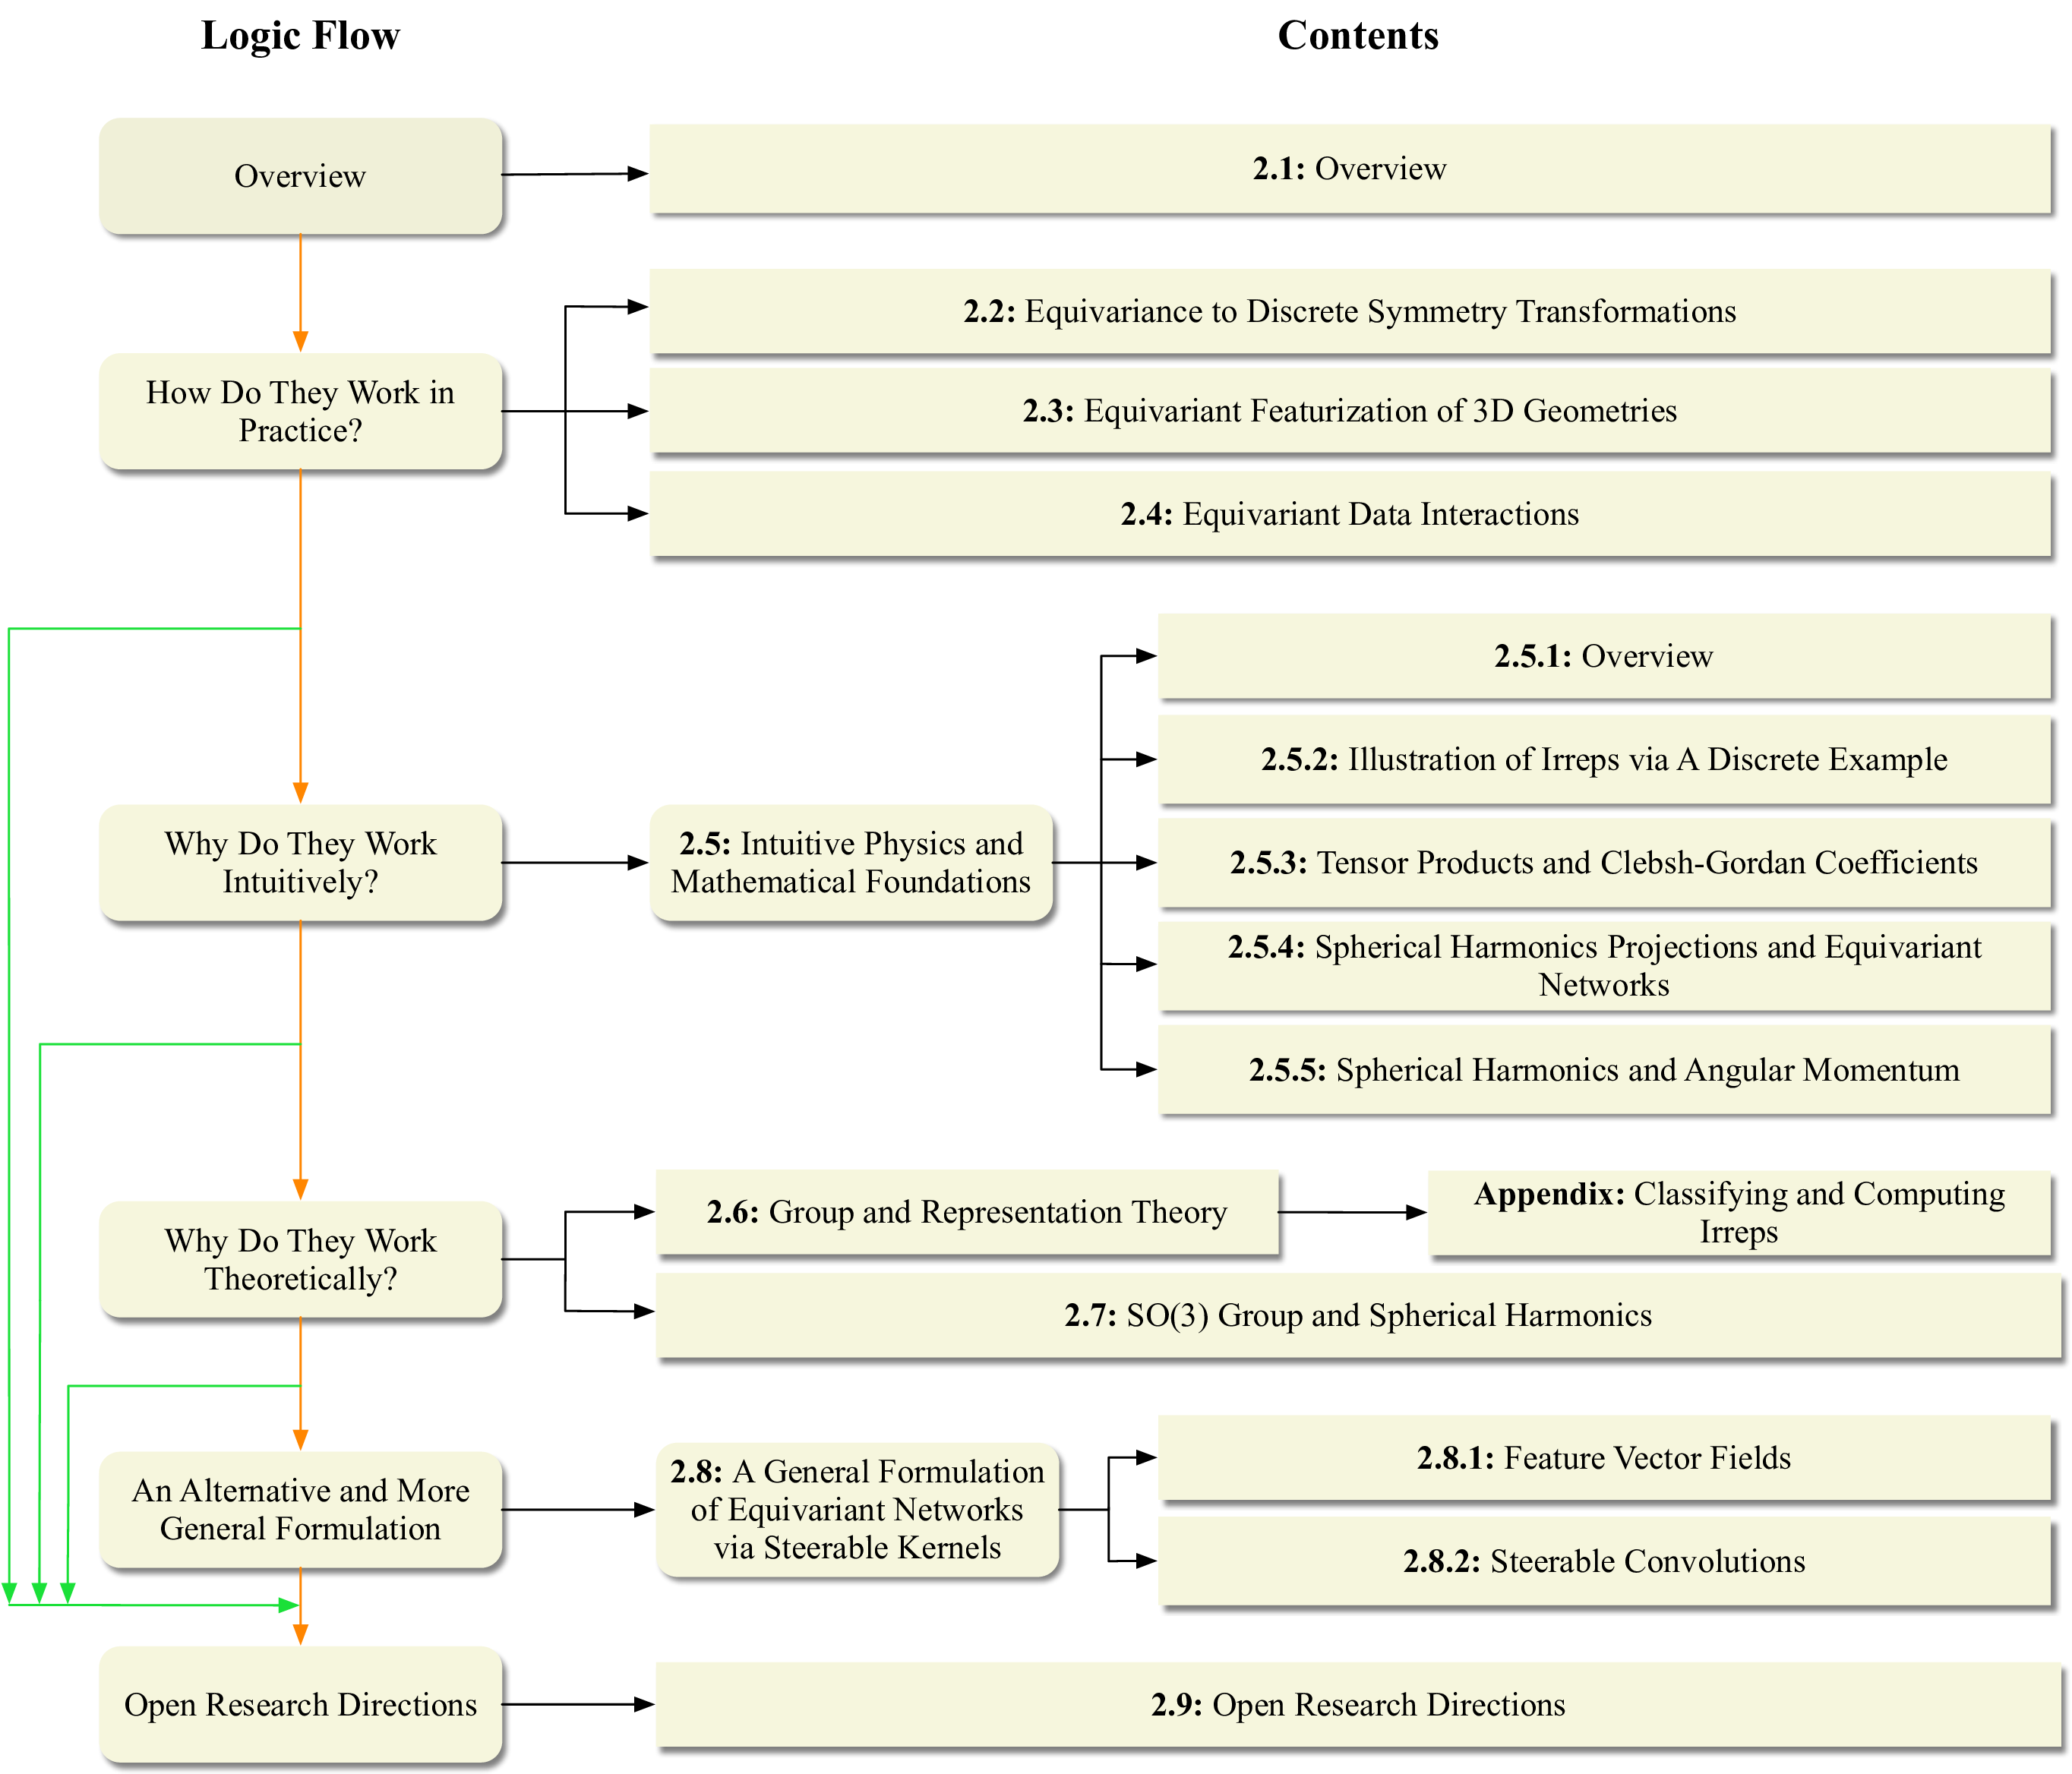 Logic Flow
Contents
Overview
2.1: Overview
How Do They Work in
Practice?
2.2: Equivariance to Discrete Symmetry Transformations
2.3: Equivariant Featurization of 3D Geometries
2.4: Equivariant Data Interactions
Why Do They Work
Intuitively?
2.5: Intuitive Physics and
Mathematical Foundations
2.5.1: Overview
2.5.2: Illustration of Irreps via A Discrete Example
2.5.3: Tensor Products and Clebsh-Gordan Coefficients
2.5.4: Spherical Harmonics Projections and Equivariant
Networks
2.5.5: Spherical Harmonics and Angular Momentum
Why Do They Work
Theoretically?
2.6: Group and Representation Theory
Appendix: Classifying and Computing
Irreps
2.7: SO(3) Group and Spherical Harmonics
An Alternative and More
General Formulation
2.8: A General Formulation
of Equivariant Networks
via Steerable Kernels
2.8.1: Feature Vector Fields
2.8.2: Steerable Convolutions
Open Research Directions
2.9: Open Research Directions